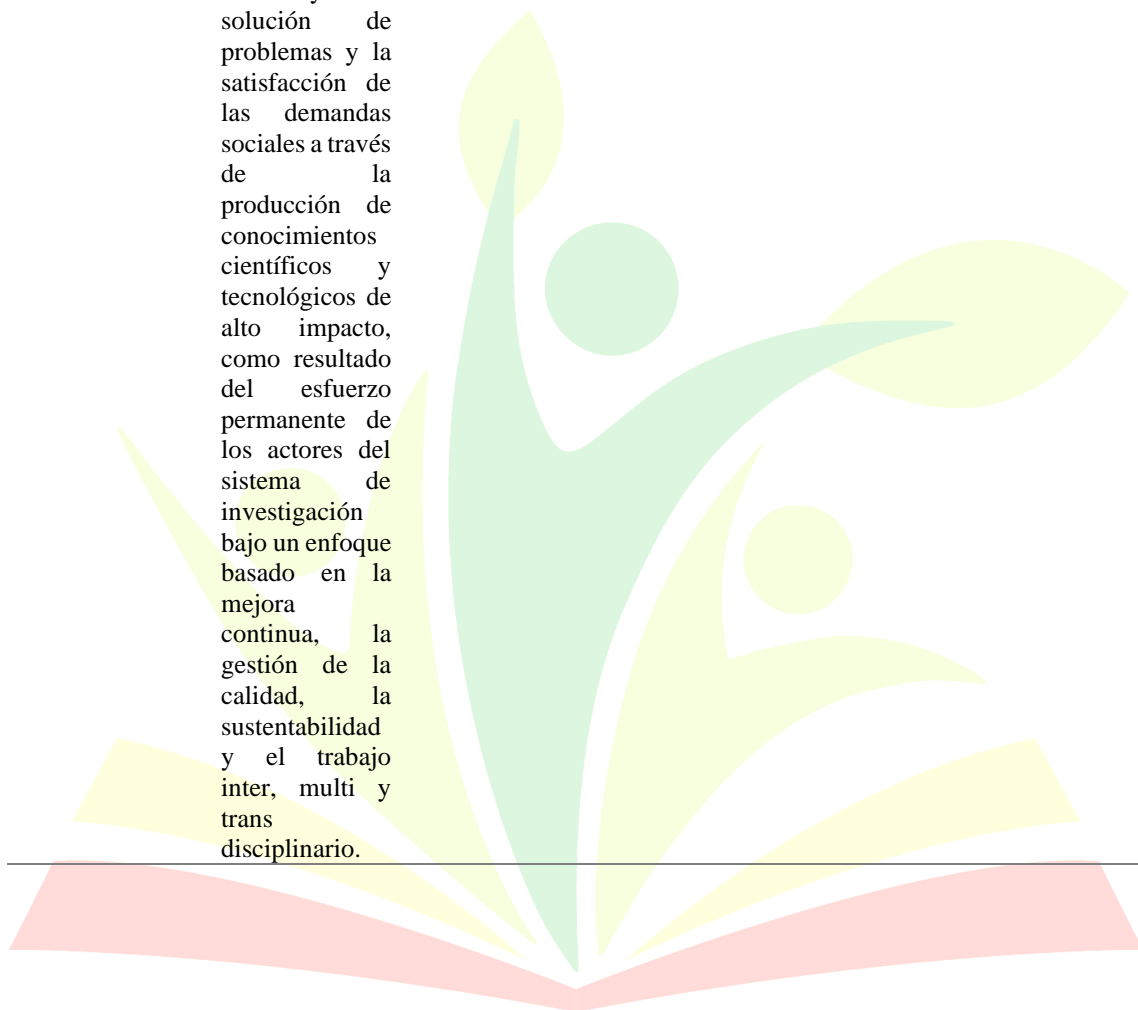 solución de
problemas y la
satisfacción de
las demandas
sociales a través
de la
producción de
conocimientos
científicos y
tecnológicos de
alto impacto,
como resultado
del esfuerzo
permanente de
los actores del
sistema de
investigación
bajo un enfoque
basado en la
mejora
continua, la
gestión de la
calidad, la
sustentabilidad
y el trabajo
inter, multi y
trans
disciplinario.